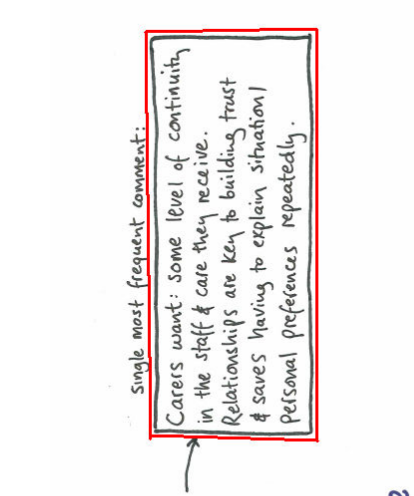 single most frequent comment:
Carers want: some level of continuity
in the staff & care they receive.
Relationships are key to building trust
& saves having to explain situation/
personal preferences repeatedly.
2